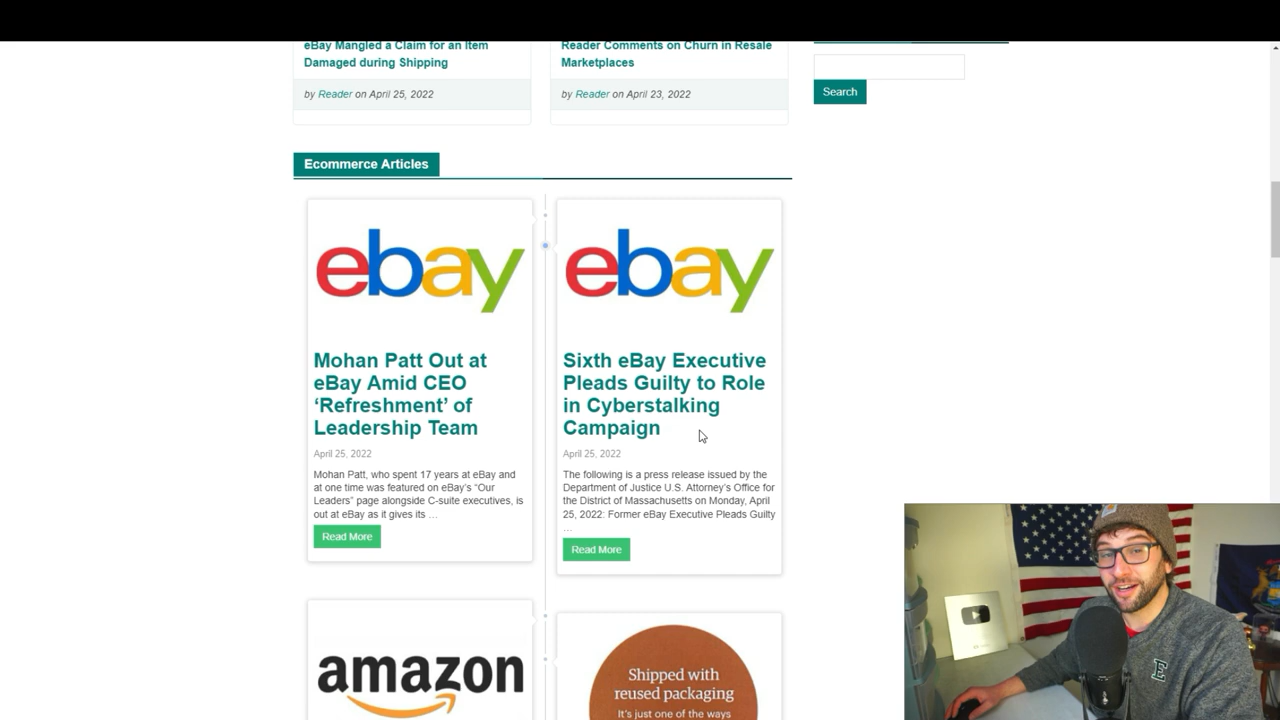 eBay Mangled a Claim for an Item
Damaged during Shipping
by Reader on April 25, 2022
Reader Comments on Churn in Resale
Marketplaces
by Reader on April 23, 2022
Search
Ecommerce Articles
ebay
Mohan Patt Out at
eBay Amid CEO
‘Refreshment’ of
Leadership Team
April 25, 2022
Mohan Patt, who spent 17 years at eBay and
at one time was featured on eBay’s “Our
Leaders” page alongside C-suite executives, is
out at eBay as it gives its …
Read More
ebay
Sixth eBay Executive
Pleads Guilty to Role
in Cyberstalking
Campaign
April 25, 2022
The following is a press release issued by the
Department of Justice U.S. Attorney’s Office for
the District of Massachusetts on Monday, April
25, 2022: Former eBay Executive Pleads Guilty
…
Read More
amazon
Shipped with
reused packaging
It's just one of the ways
E